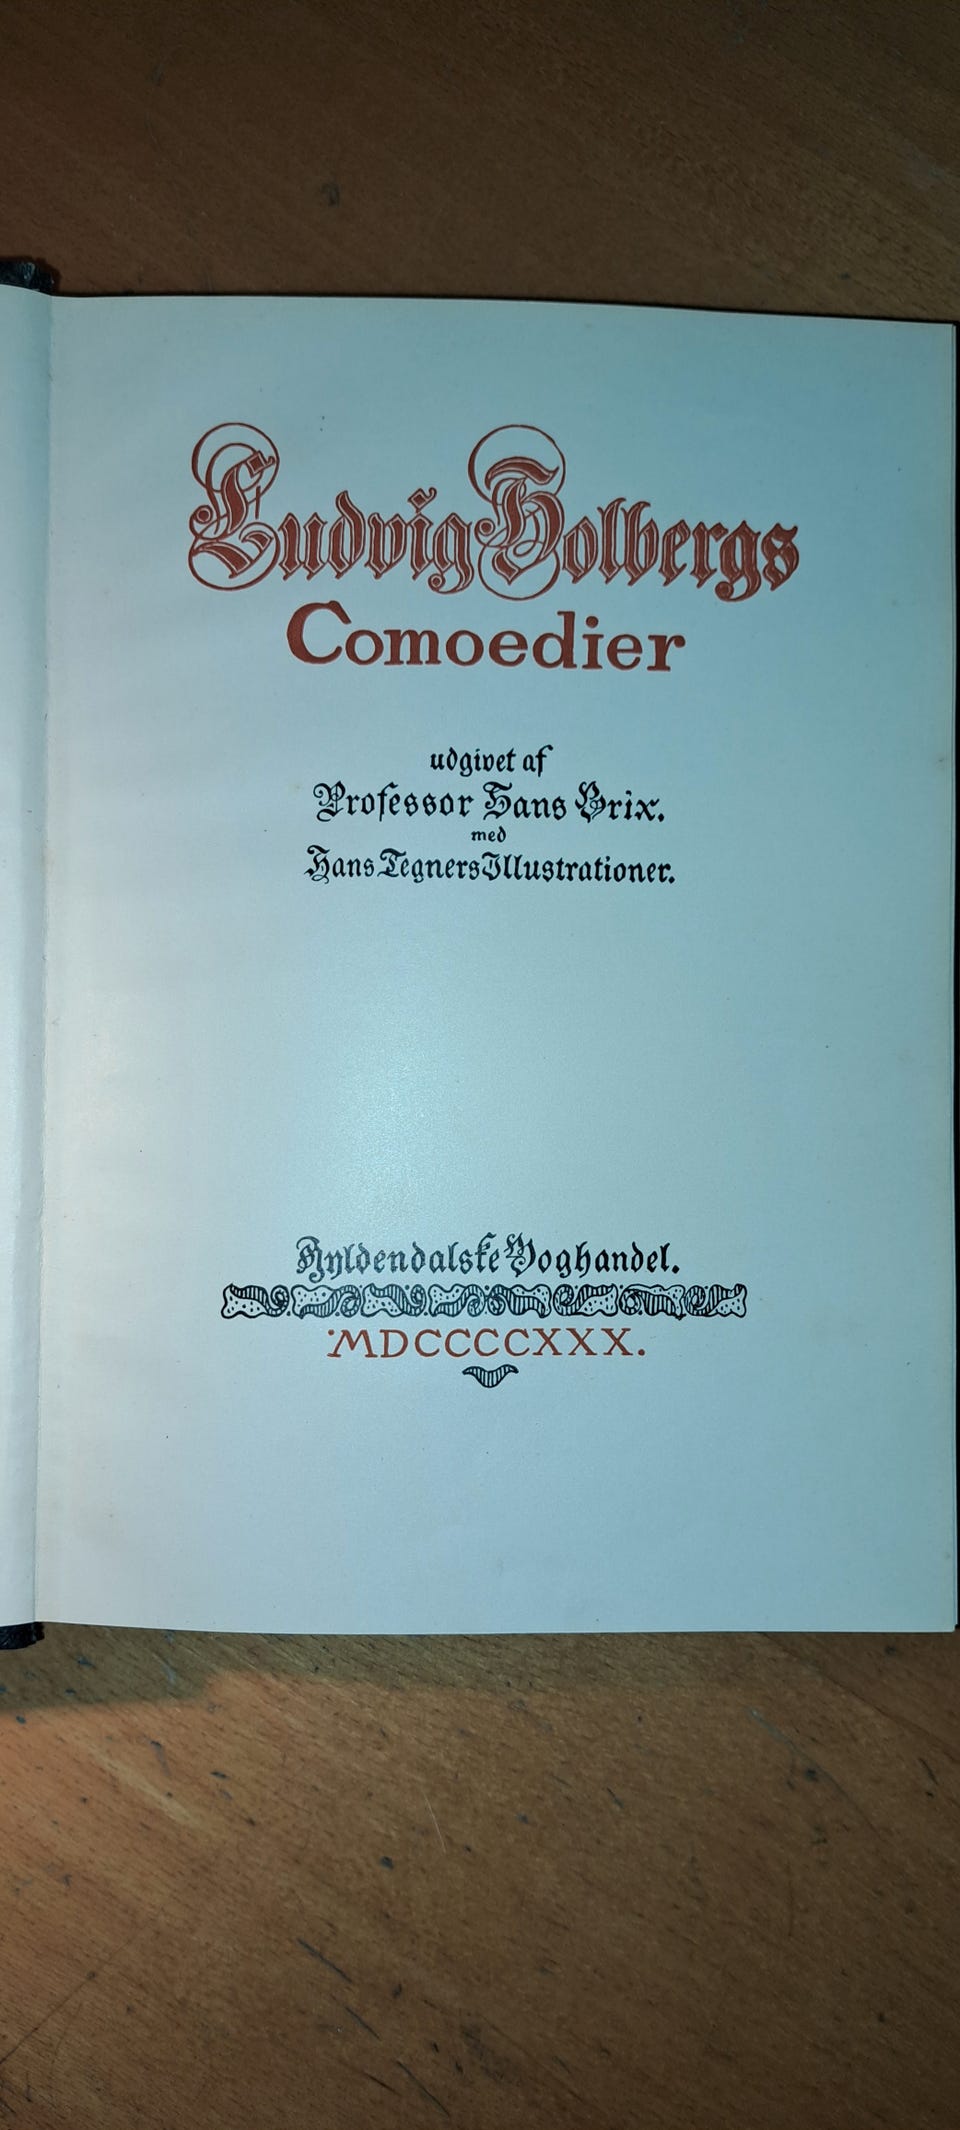 Ludvig Holbergs
Comoedier
udgivet af
Professor Hans Brix.
med
Hans Tegners Illustrationer.
Gyldendalske Boghandel.
MDCCCCXXX.